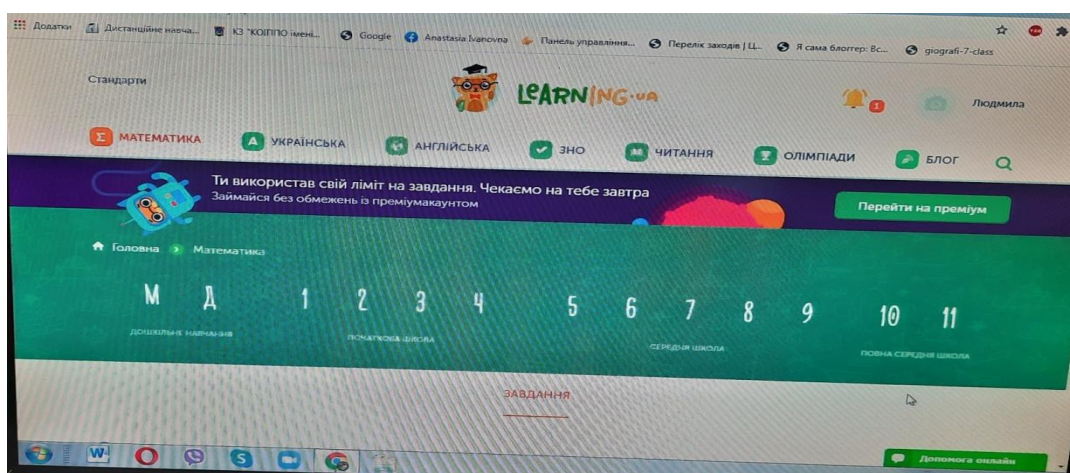 Додатки Дистанційне навча... КЗ "КОІППО імені... Google Anastasia Ivanovna Панель управління... Перелік заходів | Ц... Я сама блоггер: Вс... giografi-7-class
Стандарти LEARNING.UA 1 Людмила
МАТЕМАТИКА УКРАЇНСЬКА АНГЛІЙСЬКА ЗНО ЧИТАННЯ ОЛІМПІАДИ БЛОГ
Ти використав свій ліміт на завдання. Чекаємо на тебе завтра
Займайся без обмежень із преміумакаунтом
Перейти на преміум
Головна Математика
М Д 1 2 3 4 5 6 7 8 9 10 11
ДОШКІЛЬНЕ НАВЧАННЯ ПОЧАТКОВА ШКОЛА СЕРЕДНЯ ШКОЛА ПОВНА СЕРЕДНЯ ШКОЛА
ЗАВДАННЯ
Допомога онлайн